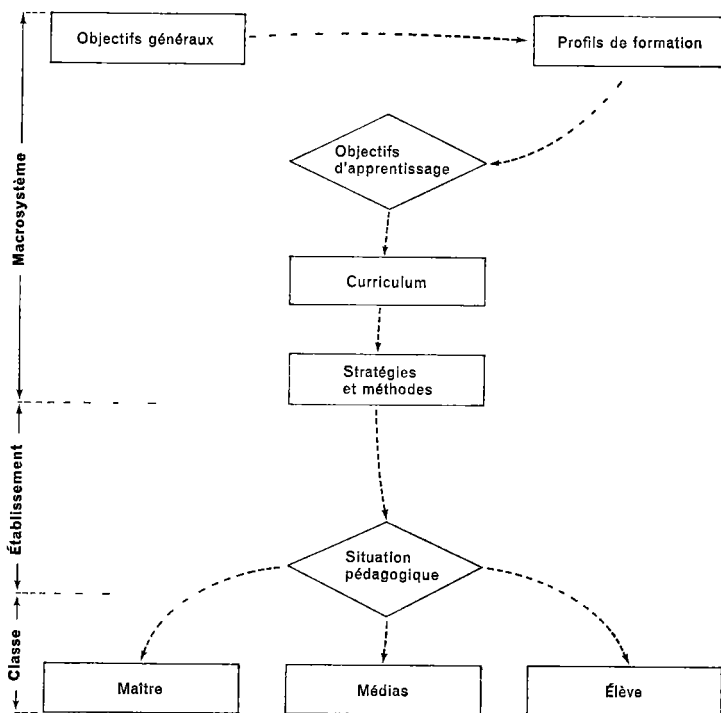 Objectifs généraux
Profils de formation
Objectifs
d'apprentissage
Macrosystème
Curriculum
Stratégies
et méthodes
Établissement
Situation
pédagogique
Classe
Maître
Médias
Élève